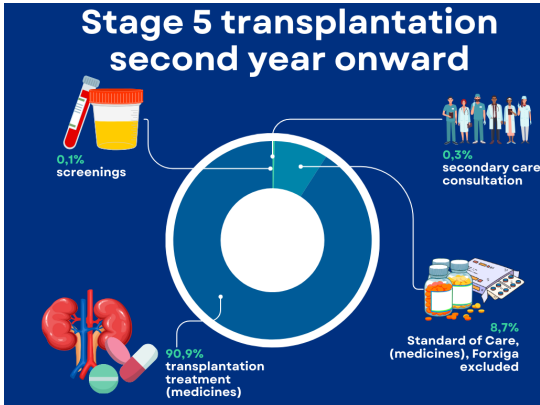 Stage 5 transplantation
second year onward
0,1%
screenings
0,3%
secondary care
consultation
8,7%
Standard of Care,
(medicines), Forxiga
excluded
90,9%
transplantation
treatment
(medicines)